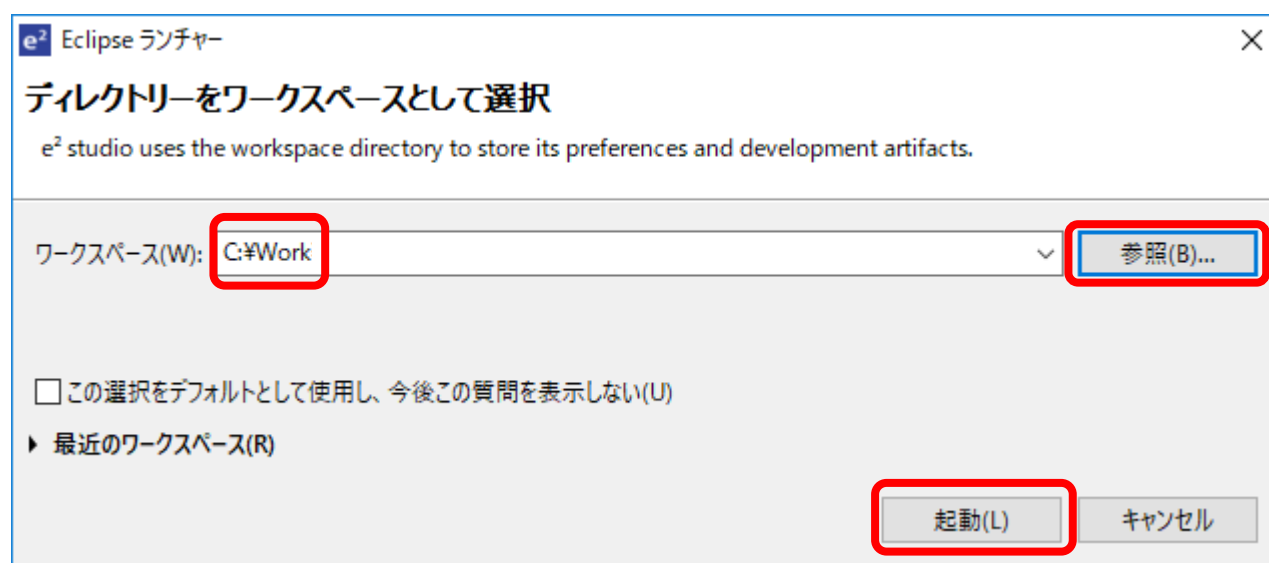 e² Eclipse ランチャー
ディレクトリーをワークスペースとして選択
e² studio uses the workspace directory to store its preferences and development artifacts.
ワークスペース(W): C:¥Work 参照(B)...
この選択をデフォルトとして使用し、今後この質問を表示しない(U)
最近のワークスペース(R)
起動(L) キャンセル